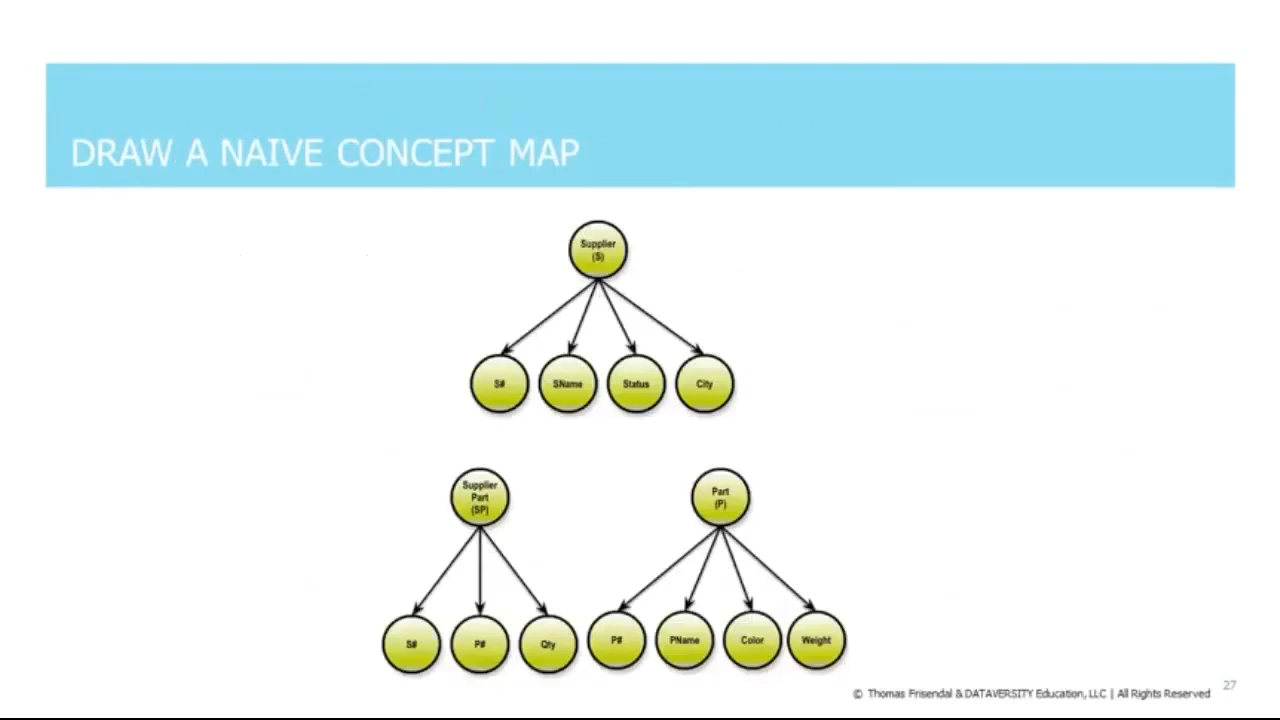 DRAW A NAIVE CONCEPT MAP
Supplier
(S)
S#
SName
Status
City
Supplier
Part
(SP)
Part
(P)
S#
P#
Qty
P#
PName
Color
Weight
© Thomas Frisendal & DATAVERSITY Education, LLC | All Rights Reserved
27